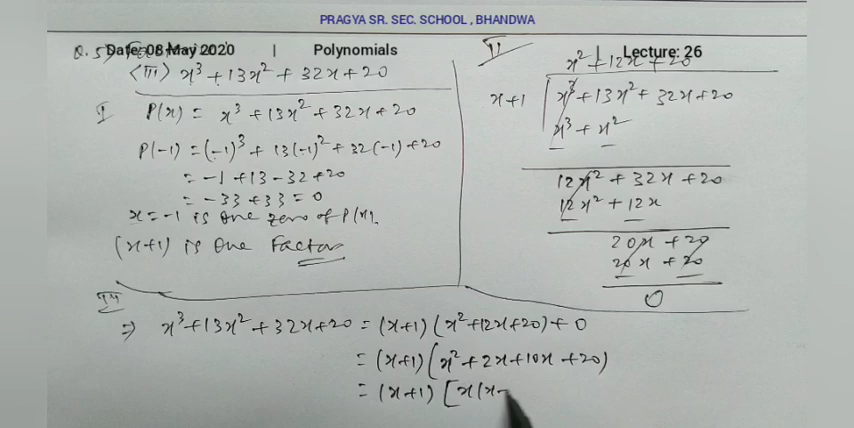 PRAGYA SR. SEC. SCHOOL , BHANDWA
Date: 08 May 2020 | Polynomials | Lecture: 26
Q. 5)
(III) x³ + 13x² + 32x + 20
I P(x) = x³ + 13x² + 32x + 20
P(-1) = (-1)³ + 13(-1)² + 32(-1) + 20
= -1 + 13 - 32 + 20
= -33 + 33 = 0
x = -1 is one zero of P(x).
(x+1) is one Factor
II
x² + 12x + 20
x+1 x³ + 13x² + 32x + 20
x³ + x²
- -
12x² + 32x + 20
12x² + 12x
- -
20x + 20
20x + 20
- -
0
⇒ x³ + 13x² + 32x + 20 = (x+1) (x² + 12x + 20) + 0
= (x+1) (x² + 2x + 10x + 20)
= (x+1) [x(x